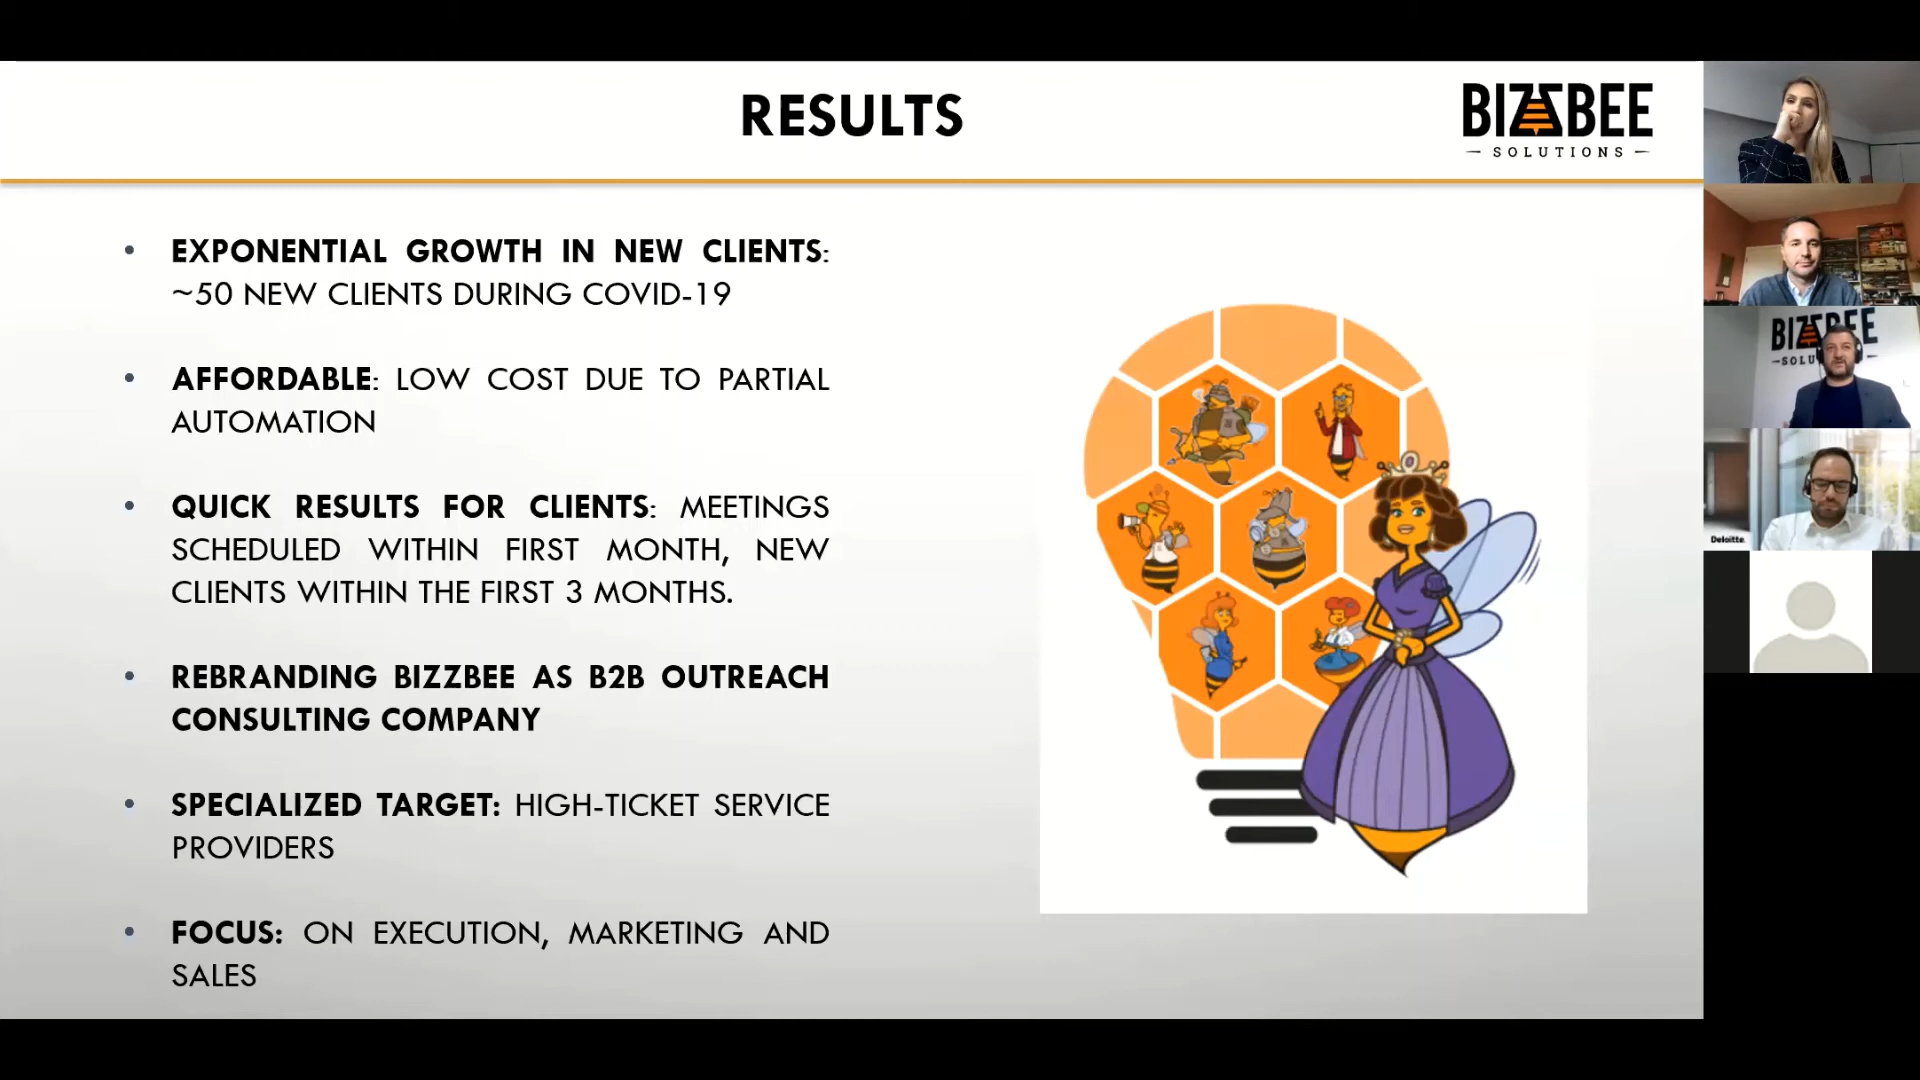 RESULTS
BIZZBEE
SOLUTIONS
• EXPONENTIAL GROWTH IN NEW CLIENTS:
~50 NEW CLIENTS DURING COVID-19
• AFFORDABLE: LOW COST DUE TO PARTIAL
AUTOMATION
• QUICK RESULTS FOR CLIENTS: MEETINGS
SCHEDULED WITHIN FIRST MONTH, NEW
CLIENTS WITHIN THE FIRST 3 MONTHS.
• REBRANDING BIZZBEE AS B2B OUTREACH
CONSULTING COMPANY
• SPECIALIZED TARGET: HIGH-TICKET SERVICE
PROVIDERS
• FOCUS: ON EXECUTION, MARKETING AND
SALES
Deloitte.